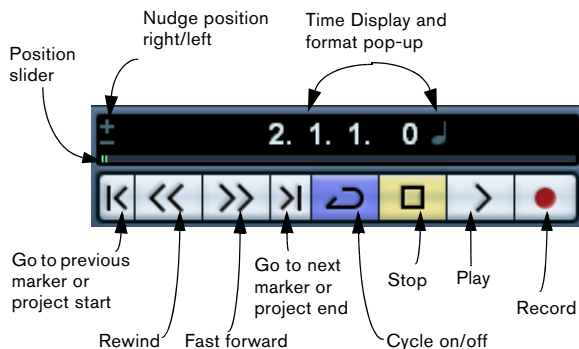 Nudge position
right/left
Time Display and
format pop-up
Position
slider
2. 1. 1. 0
Go to previous
marker or
project start
Go to next
marker or
project end
Stop
Play
Record
Rewind
Fast forward
Cycle on/off